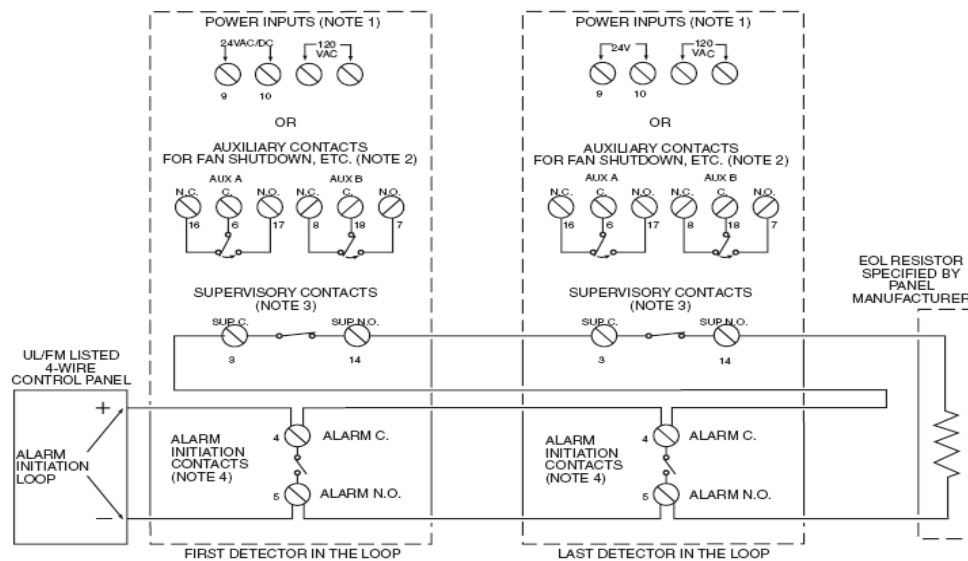 POWER INPUTS (NOTE 1)
24VAC/DC
120
VAC
9
10
OR
AUXILIARY CONTACTS
FOR FAN SHUTDOWN, ETC. (NOTE 2)
AUX A
AUX B
N.C.
C.
N.O.
N.C.
C.
N.O.
16
6
17
8
18
7
SUPERVISORY CONTACTS
(NOTE 3)
SUP.C.
SUP.N.O.
3
14
POWER INPUTS (NOTE 1)
24V
120
VAC
9
10
OR
AUXILIARY CONTACTS
FOR FAN SHUTDOWN, ETC. (NOTE 2)
AUX A
AUX B
N.C.
C.
N.O.
N.C.
C.
N.O.
16
6
17
8
18
7
SUPERVISORY CONTACTS
(NOTE 3)
SUP.C.
SUP.N.O.
3
14
EOL RESISTOR
SPECIFIED BY
PANEL
MANUFACTURER
UL/FM LISTED
4-WIRE
CONTROL PANEL
+
ALARM
INITIATION
LOOP
–
ALARM
INITIATION
CONTACTS
(NOTE 4)
4
ALARM C.
5
ALARM N.O.
ALARM
INITIATION
CONTACTS
(NOTE 4)
4
ALARM C.
5
ALARM N.O.
FIRST DETECTOR IN THE LOOP
LAST DETECTOR IN THE LOOP